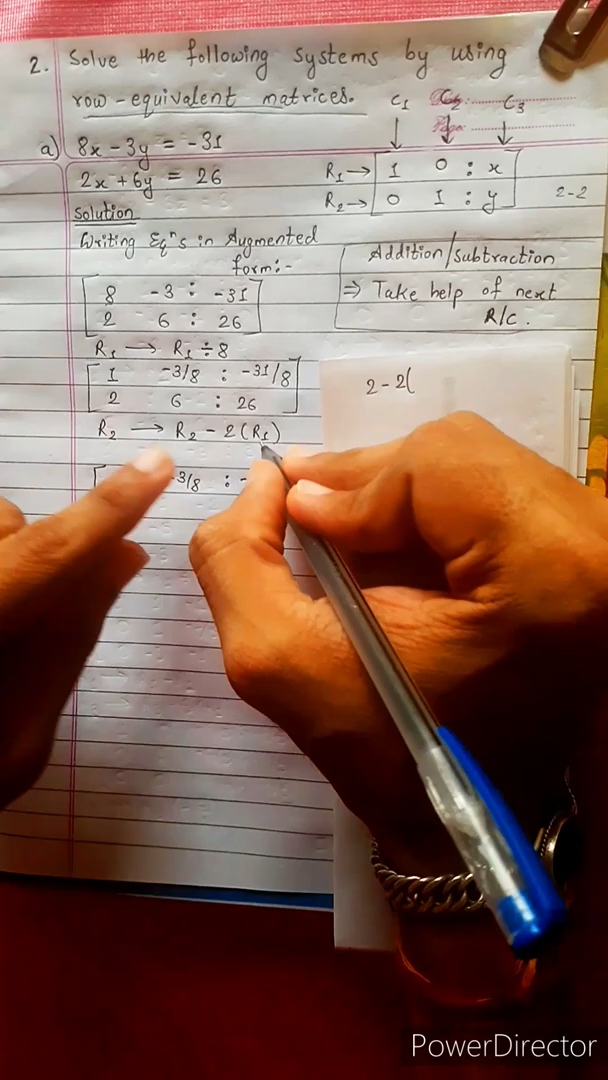 2. Solve the following systems by using
row-equivalent matrices.
C1 C2 C3
a) 8x - 3y = -31
2x + 6y = 26
R1 → [ 1 0 : x ]
R2 → [ 0 1 : y ]
2-2
Solution
Writing Eqⁿs in Augmented
form:-
[ 8 -3 : -31 ]
[ 2 6 : 26 ]
Addition/subtraction
⇒ Take help of next
R/C.
R1 → R1 ÷ 8
[ 1 -3/8 : -31/8 ]
[ 2 6 : 26 ]
2-2(
R2 → R2 - 2(R1)
-3/8 : -
PowerDirector